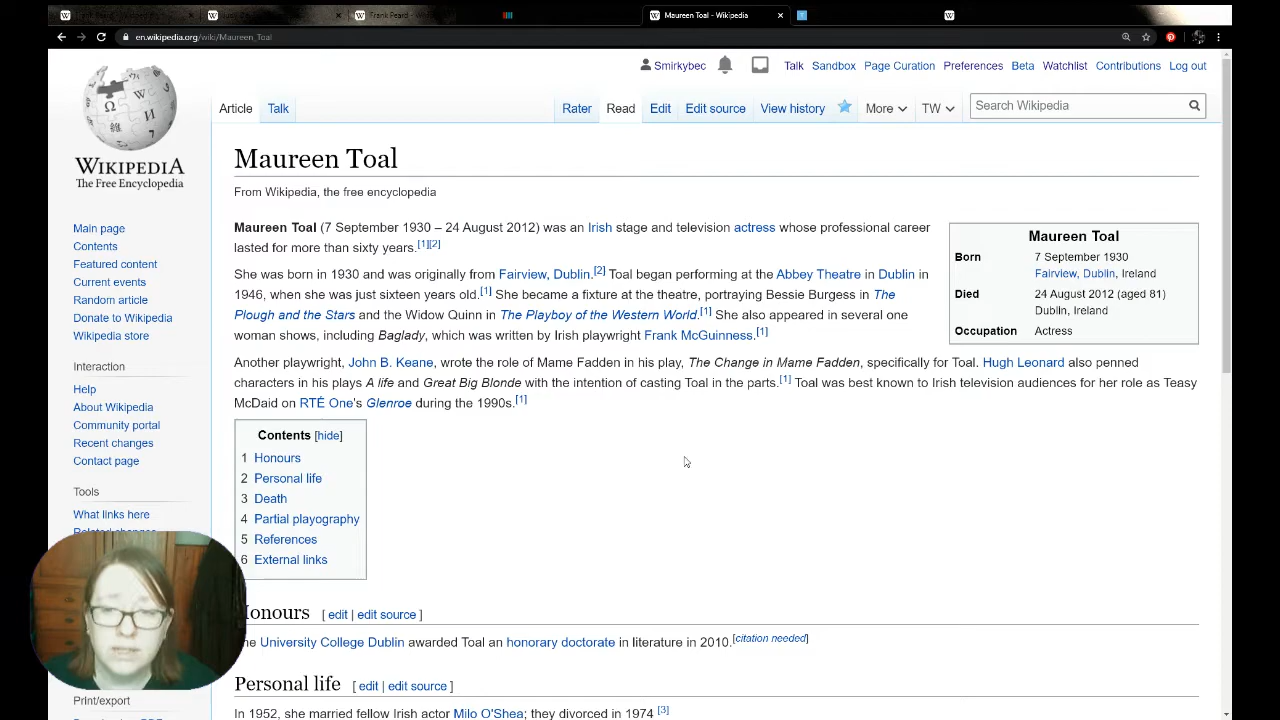 Frank Peard - W
Maureen Toal - Wikipedia
en.wikipedia.org/wiki/Maureen_Toal
Smirkybec Talk Sandbox Page Curation Preferences Beta Watchlist Contributions Log out
Article Talk Rater Read Edit Edit source View history More TW Search Wikipedia
WIKIPEDIA
The Free Encyclopedia
Main page
Contents
Featured content
Current events
Random article
Donate to Wikipedia
Wikipedia store
Interaction
Help
About Wikipedia
Community portal
Recent changes
Contact page
Tools
What links here
Related changes
Print/export
Maureen Toal
From Wikipedia, the free encyclopedia
Maureen Toal (7 September 1930 – 24 August 2012) was an Irish stage and television actress whose professional career
lasted for more than sixty years.[1][2]
She was born in 1930 and was originally from Fairview, Dublin.[2] Toal began performing at the Abbey Theatre in Dublin in
1946, when she was just sixteen years old.[1] She became a fixture at the theatre, portraying Bessie Burgess in The
Plough and the Stars and the Widow Quinn in The Playboy of the Western World.[1] She also appeared in several one
woman shows, including Baglady, which was written by Irish playwright Frank McGuinness.[1]
Another playwright, John B. Keane, wrote the role of Mame Fadden in his play, The Change in Mame Fadden, specifically for Toal. Hugh Leonard also penned
characters in his plays A life and Great Big Blonde with the intention of casting Toal in the parts.[1] Toal was best known to Irish television audiences for her role as Teasy
McDaid on RTÉ One's Glenroe during the 1990s.[1]
Maureen Toal
Born 7 September 1930
Fairview, Dublin, Ireland
Died 24 August 2012 (aged 81)
Dublin, Ireland
Occupation Actress
Contents [hide]
1 Honours
2 Personal life
3 Death
4 Partial playography
5 References
6 External links
Honours [ edit | edit source ]
University College Dublin awarded Toal an honorary doctorate in literature in 2010.[citation needed]
Personal life [ edit | edit source ]
In 1952, she married fellow Irish actor Milo O'Shea; they divorced in 1974 [3]